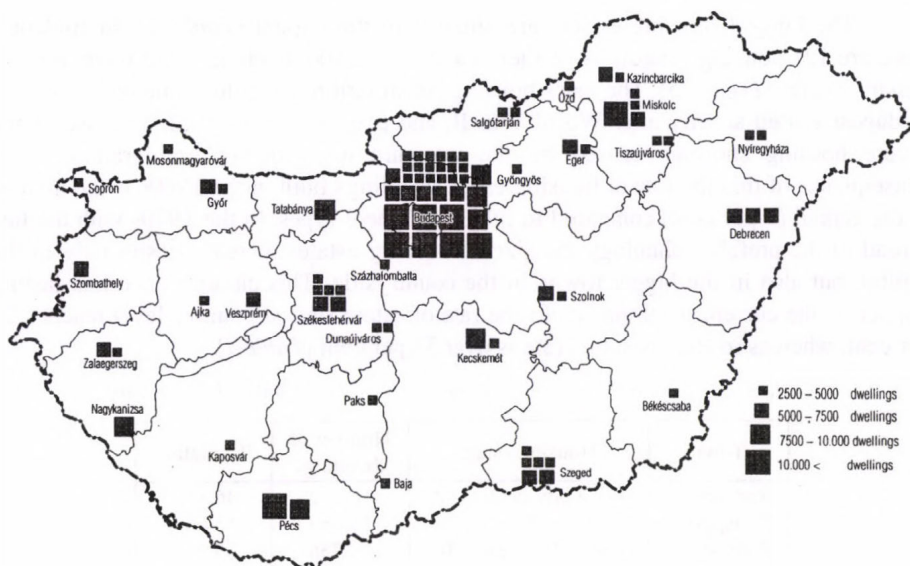 Kazincbarcika
Ózd
Miskolc
Salgótarján
Mosonmagyaróvár
Eger
Tiszaújváros
Nyíregyháza
Gyöngyös
Sopron
Győr
Tatabánya
Budapest
Debrecen
Százhalombatta
Szombathely
Ajka
Veszprém
Székesfehérvár
Szolnok
Dunaújváros
Kecskemét
Zalaegerszeg
Nagykanizsa
Paks
Békéscsaba
Kaposvár
Szeged
Baja
Pécs
2500 – 5000 dwellings
5000 – 7500 dwellings
7500 – 10.000 dwellings
10.000 < dwellings